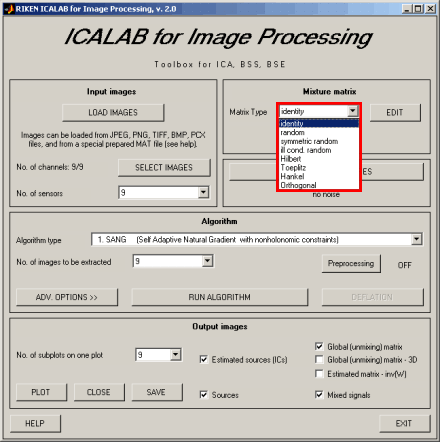 RIKEN ICALAB for Image Processing, v. 2.0
ICALAB for Image Processing
Toolbox for ICA, BSS, BSE
Input images
LOAD IMAGES
Images can be loaded from JPEG, PNG, TIFF, BMP, PCX
files, and from a special prepared MAT file (see help).
No. of channels: 9/9
SELECT IMAGES
No. of sensors
9
Mixture matrix
Matrix Type
identity
EDIT
identity
random
symmetric random
ill cond. random
Hilbert
Toeplitz
Hankel
Orthogonal
ES
no noise
Algorithm
Algorithm type
1. SANG (Self Adaptive Natural Gradient with nonholonomic constraints)
No. of images to be extracted
9
Preprocessing
OFF
ADV. OPTIONS >>
RUN ALGORITHM
DEFLATION
Output images
No. of subplots on one plot
9
Estimated sources (ICs)
Global (unmixing) matrix
Global (unmixing) matrix - 3D
Estimated matrix - inv(W)
PLOT
CLOSE
SAVE
Sources
Mixed signals
HELP
EXIT